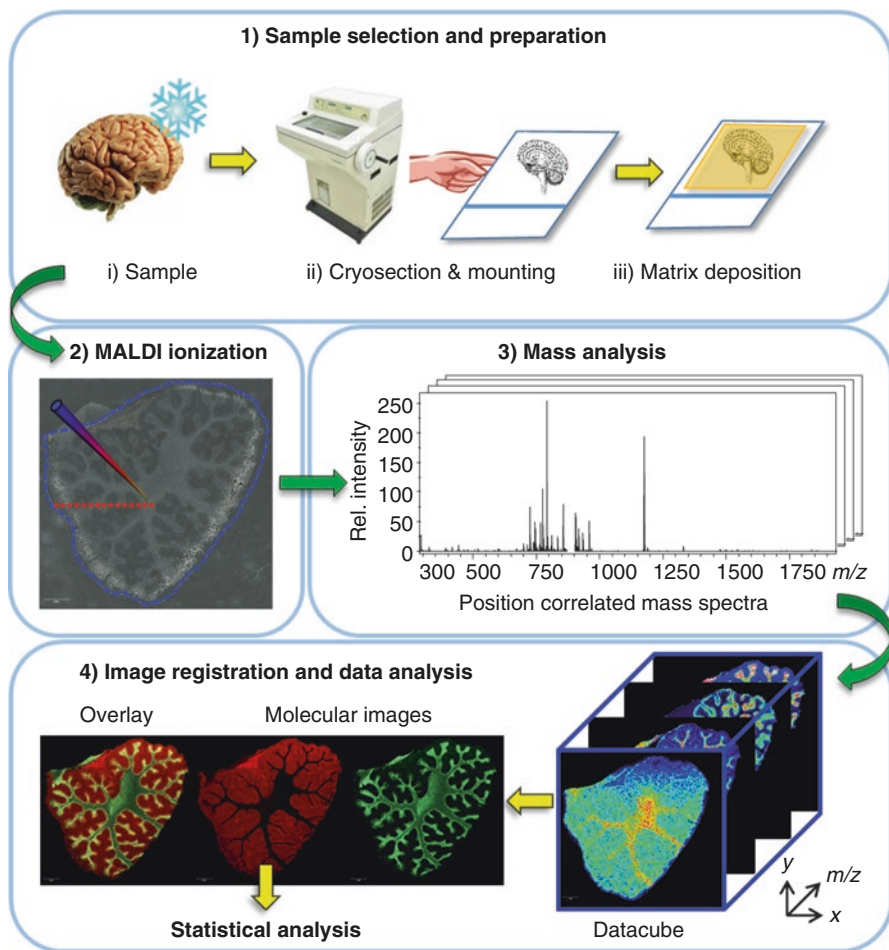 1) Sample selection and preparation
i) Sample
ii) Cryosection & mounting
iii) Matrix deposition
2) MALDI ionization
3) Mass analysis
Rel. intensity
250
200
150
100
50
0
300 500 750 1000 1250 1500 1750 m/z
Position correlated mass spectra
4) Image registration and data analysis
Overlay
Molecular images
Statistical analysis
Datacube
y
m/z
x